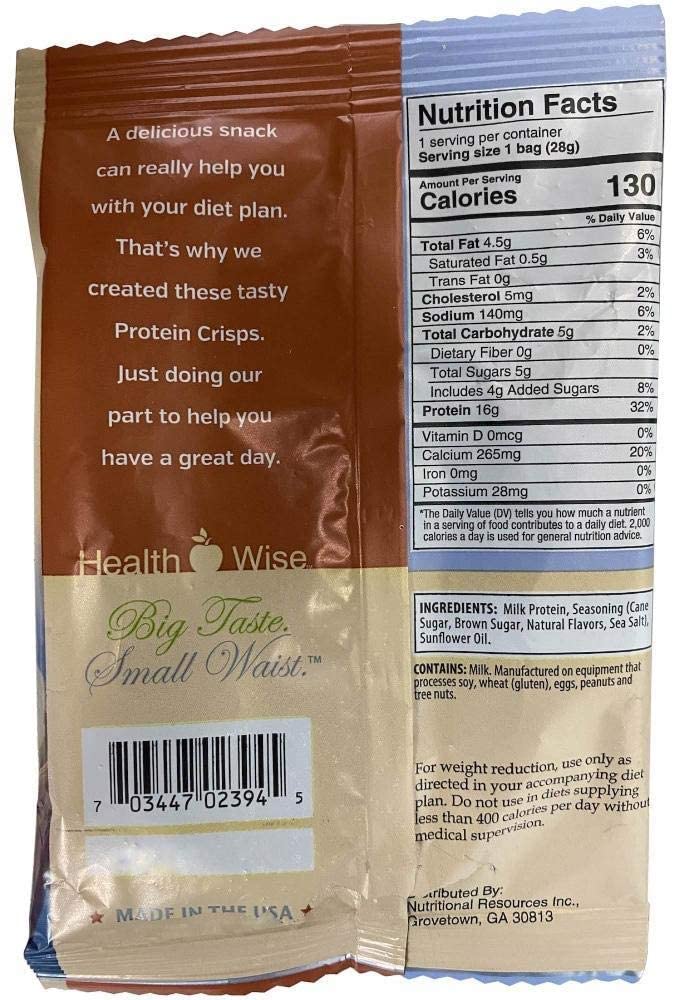 A delicious snack
can really help you
with your diet plan.
That's why we
created these tasty
Protein Crisps.
Just doing our
part to help you
have a great day.
Health Wise
Big Taste.
Small Waist.™
7 03447 02394 5
MADE IN THE USA
Nutrition Facts
1 serving per container
Serving size 1 bag (28g)
Amount Per Serving
Calories 130
% Daily Value
Total Fat 4.5g 6%
Saturated Fat 0.5g 3%
Trans Fat 0g
Cholesterol 5mg 2%
Sodium 140mg 6%
Total Carbohydrate 5g 2%
Dietary Fiber 0g 0%
Total Sugars 5g
Includes 4g Added Sugars 8%
Protein 16g 32%
Vitamin D 0mcg 0%
Calcium 265mg 20%
Iron 0mg 0%
Potassium 28mg 0%
*The Daily Value (DV) tells you how much a nutrient
in a serving of food contributes to a daily diet. 2,000
calories a day is used for general nutrition advice.
INGREDIENTS: Milk Protein, Seasoning (Cane
Sugar, Brown Sugar, Natural Flavors, Sea Salt),
Sunflower Oil.
CONTAINS: Milk. Manufactured on equipment that
processes soy, wheat (gluten), eggs, peanuts and
tree nuts.
For weight reduction, use only as
directed in your accompanying diet
plan. Do not use in diets supplying
less than 400 calories per day without
medical supervision.
Distributed By:
Nutritional Resources Inc.,
Grovetown, GA 30813